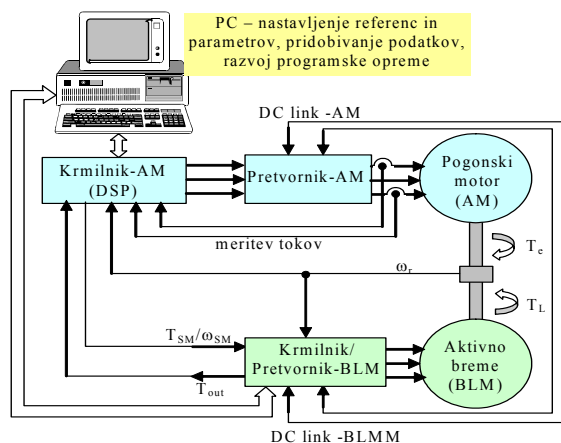 PC – nastavljenje referenc in
parametrov, pridobivanje podatkov,
razvoj programske opreme
DC link -AM
Krmilnik-AM
(DSP)
Pretvornik-AM
Pogonski
motor
(AM)
meritev tokov
ωr
Te
TL
TSM/ωSM
Krmilnik/
Pretvornik-BLM
Aktivno
breme
(BLM)
Tout
DC link -BLMM